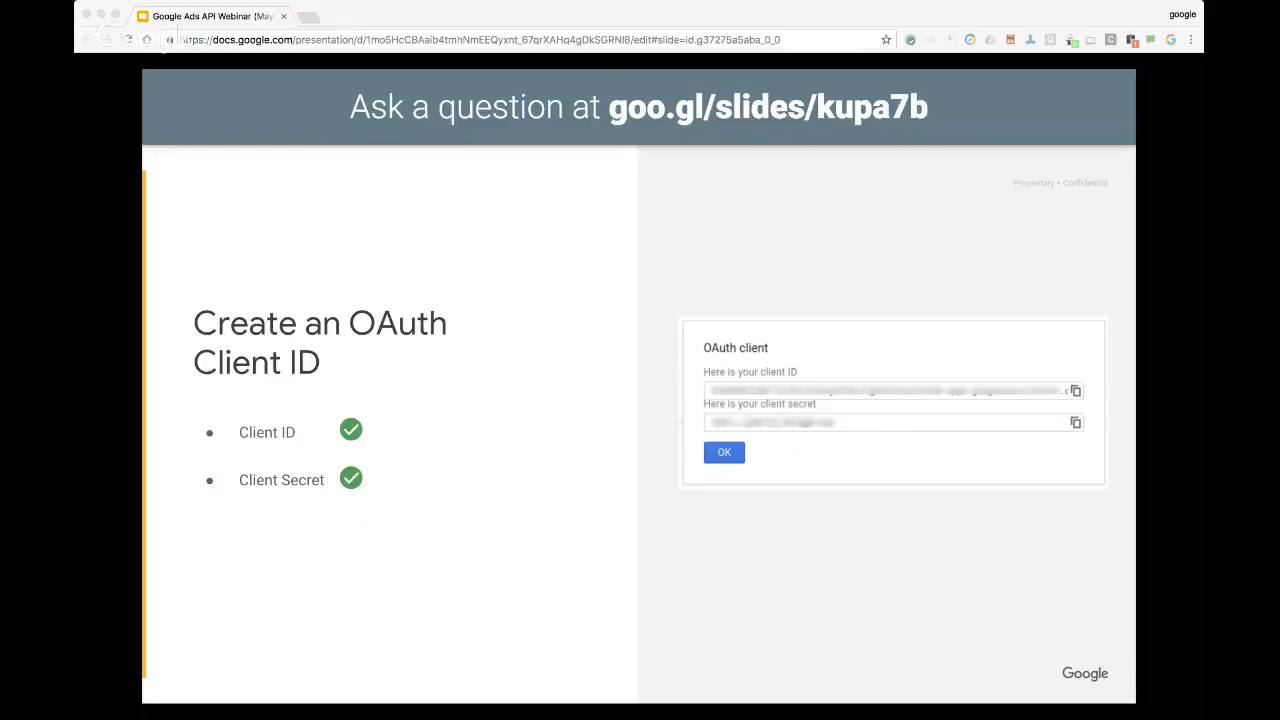 Google Ads API Webinar (May
google
https://docs.google.com/presentation/d/1mo5HcCBAaib4tmhNmEEQyxnt_67qrXAHq4gDkSGRNl8/edit#slide=id.g37275a5aba_0_0
Ask a question at goo.gl/slides/kupa7b
Proprietary + Confidential
Create an OAuth
Client ID
● Client ID
● Client Secret
OAuth client
Here is your client ID
Here is your client secret
OK
Google